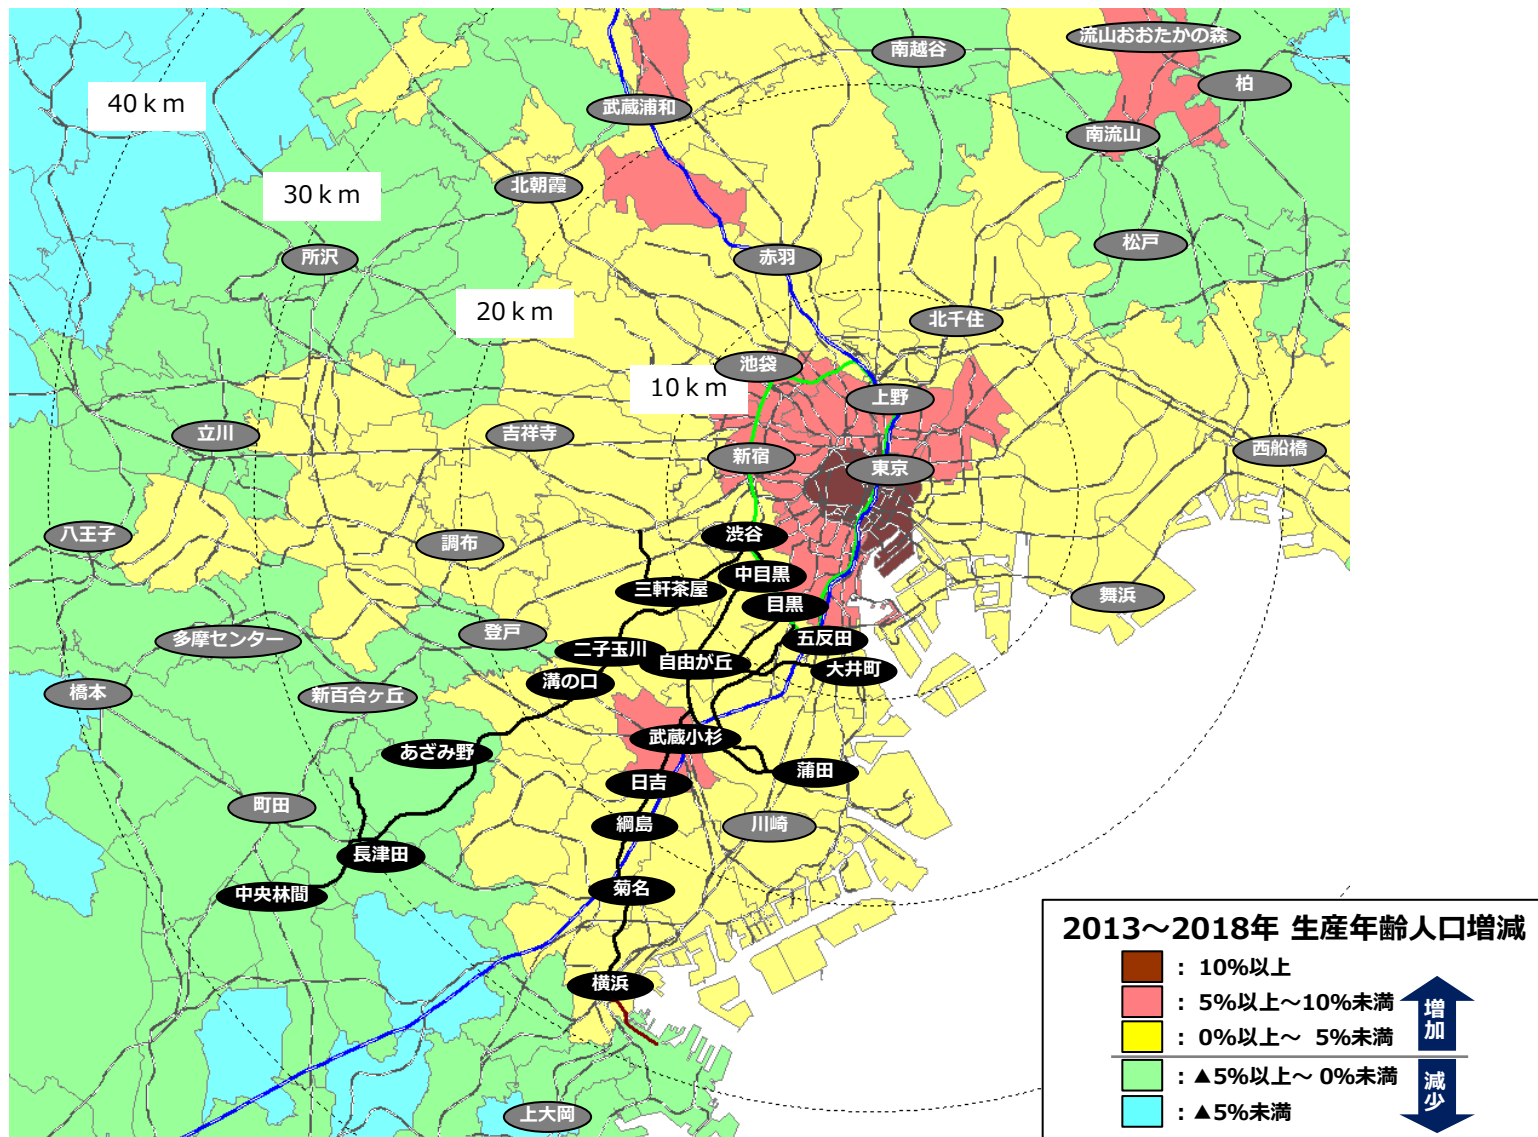 流山おおたかの森
南越谷
柏
40ｋｍ
武蔵浦和
南流山
30ｋｍ
北朝霞
所沢
松戸
赤羽
20ｋｍ
北千住
池袋
10ｋｍ
上野
立川
吉祥寺
新宿
東京
西船橋
八王子
調布
渋谷
中目黒
三軒茶屋
目黒
舞浜
多摩センター
登戸
二子玉川
自由が丘
五反田
大井町
橋本
新百合ヶ丘
溝の口
あざみ野
武蔵小杉
日吉
蒲田
町田
綱島
川崎
長津田
中央林間
菊名
横浜
上大岡
2013～2018年 生産年齢人口増減
：10%以上
：5%以上～10%未満
：0%以上～ 5%未満
増加
：▲5%以上～ 0%未満
：▲5%未満
減少